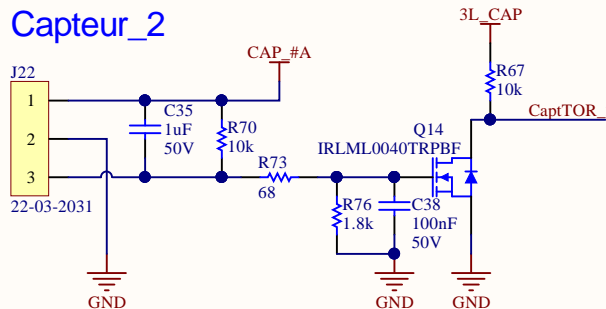 Capteur_2
3L_CAP
CAP_#A
J22
R67
10k
1
C35
1uF
50V
R70
10k
Q14
IRLML0040TRPBF
CaptTOR_
2
3
R73
68
22-03-2031
R76
1.8k
C38
100nF
50V
GND
GND
GND